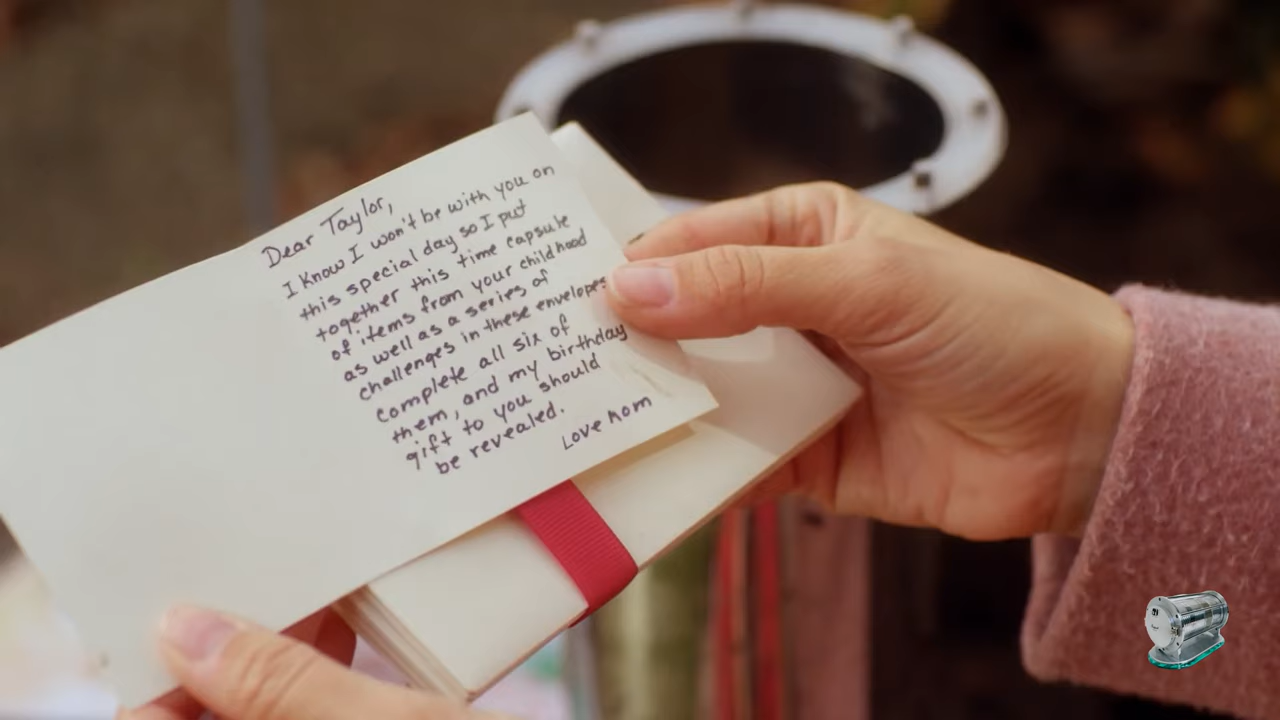 Dear Taylor,
I know I won't be with you on
this special day so I put
together this time capsule
of items from your childhood
as well as a series of
challenges in these envelopes
complete all six of
them, and my birthday
gift to you should
be revealed.
Love Mom